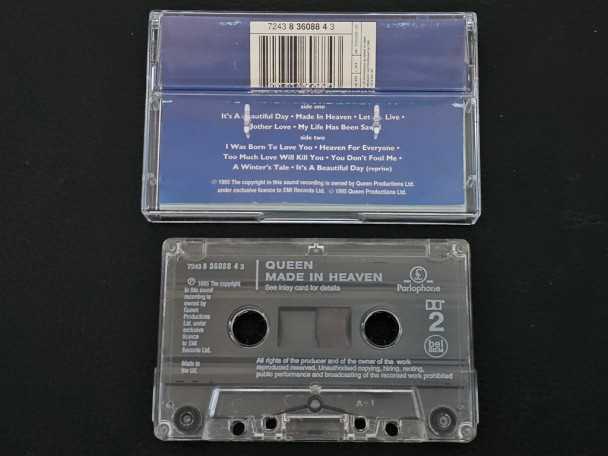 7243 8 36088 4 3
side one
It's A Beautiful Day • Made In Heaven • Let Live •
Mother Love • My Life Has Been Saved
side two
I Was Born To Love You • Heaven For Everyone •
Too Much Love Will Kill You • You Don't Fool Me •
A Winter's Tale • It's A Beautiful Day (reprise)
℗ 1995 The copyright in this sound recording is owned by Queen Productions Ltd.
under exclusive licence to EMI Records Ltd. © 1995 Queen Productions Ltd.
7243 8 36088 4 3
QUEEN
MADE IN HEAVEN
See inlay card for details
℗ 1995 The copyright
in this sound
recording is
owned by
Queen
Productions
Ltd. under
exclusive
licence
to EMI
Records Ltd.
Made in
the UK
Parlophone
2
bel
BIEM
All rights of the producer and of the owner of the work
reproduced reserved. Unauthorised copying, hiring, renting,
public performance and broadcasting of the recorded work prohibited